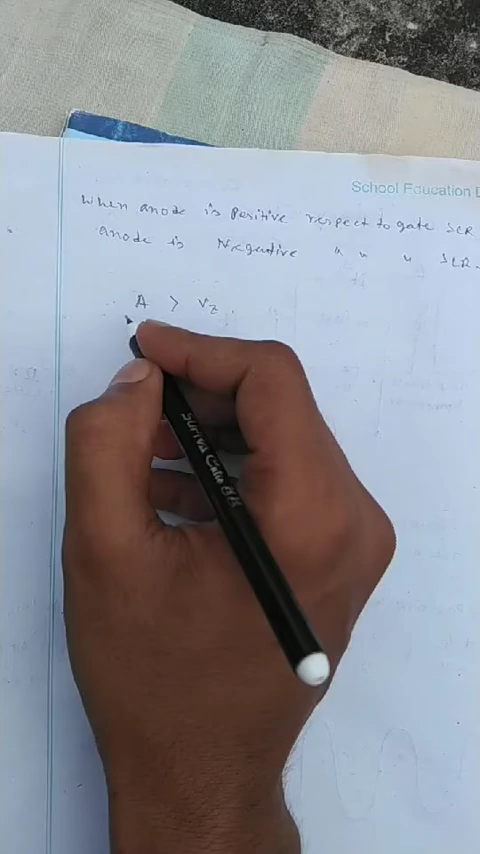 School Education D
When anode is Positive respect to gate SCR
anode is Negative " " " SCR.
A > Vz.